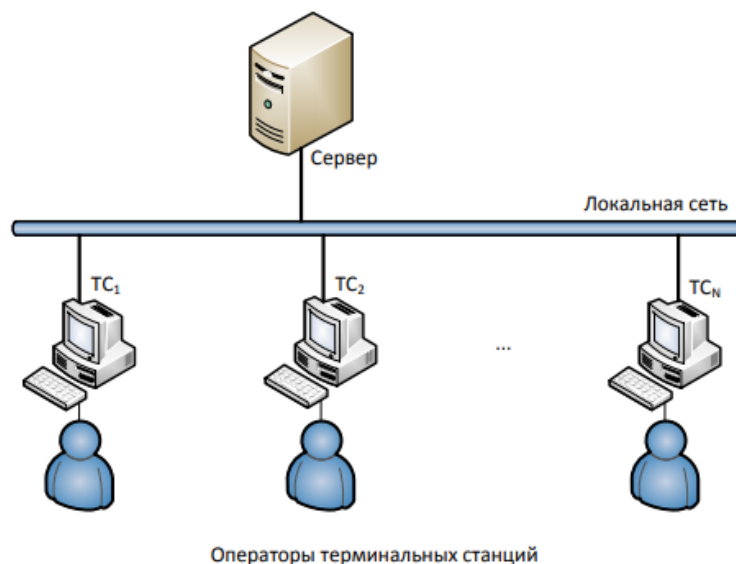 Сервер
Локальная сеть
ТС₁
ТС₂
ТСN
...
Операторы терминальных станций